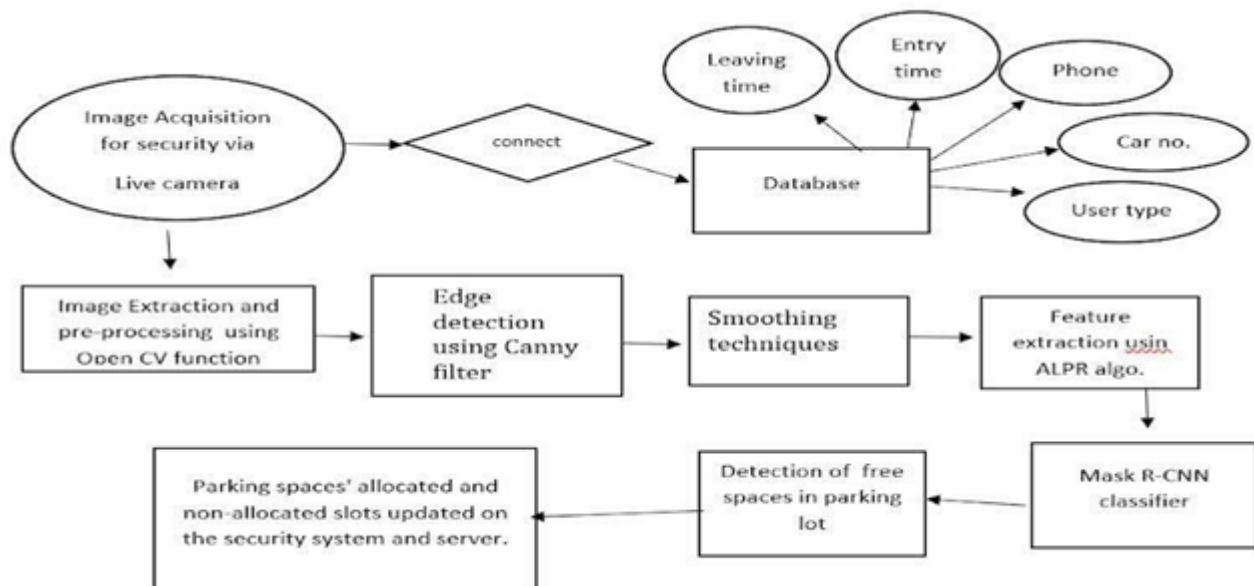 Image Acquisition
for security via
Live camera
connect
Database
Leaving
time
Entry
time
Phone
Car no.
User type
Image Extraction and
pre-processing using
Open CV function
Edge
detection
using Canny
filter
Smoothing
techniques
Feature
extraction usin
ALPR algo.
Mask R-CNN
classifier
Detection of free
spaces in parking
lot
Parking spaces' allocated and
non-allocated slots updated on
the security system and server.